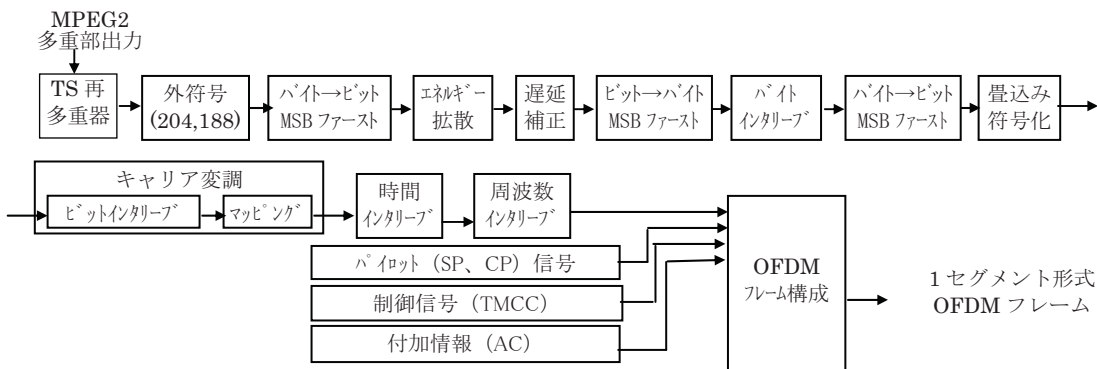 MPEG2
多重部出力
TS 再
多重器
外符号
(204,188)
ﾊﾞｲﾄ→ﾋﾞｯﾄ
MSB ﾌｧｰｽﾄ
ｴﾈﾙｷﾞｰ
拡散
遅延
補正
ﾋﾞｯﾄ→ﾊﾞｲﾄ
MSB ﾌｧｰｽﾄ
ﾊﾞｲﾄ
ｲﾝﾀﾘｰﾌﾞ
ﾊﾞｲﾄ→ﾋﾞｯﾄ
MSB ﾌｧｰｽﾄ
畳込み
符号化
キャリア変調
ﾋﾞｯﾄｲﾝﾀﾘｰﾌﾞ
ﾏｯﾋﾟﾝｸﾞ
時間
ｲﾝﾀﾘｰﾌﾞ
周波数
ｲﾝﾀﾘｰﾌﾞ
ﾊﾟｲﾛｯﾄ（SP、CP）信号
制御信号（TMCC）
付加情報（AC）
OFDM
ﾌﾚｰﾑ構成
1 セグメント形式
OFDM フレーム